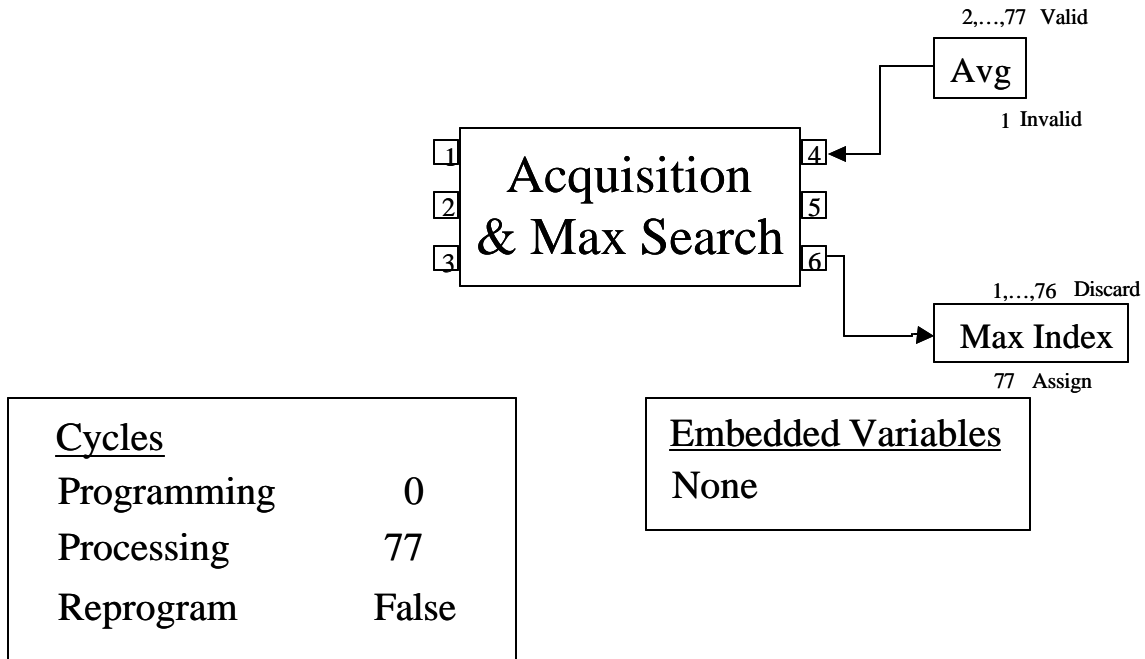 2,...,77 Valid
Avg
1 Invalid
1
2
3
Acquisition
& Max Search
4
5
6
1,...,76 Discard
Max Index
77 Assign
Cycles
Programming 0
Processing 77
Reprogram False
Embedded Variables
None